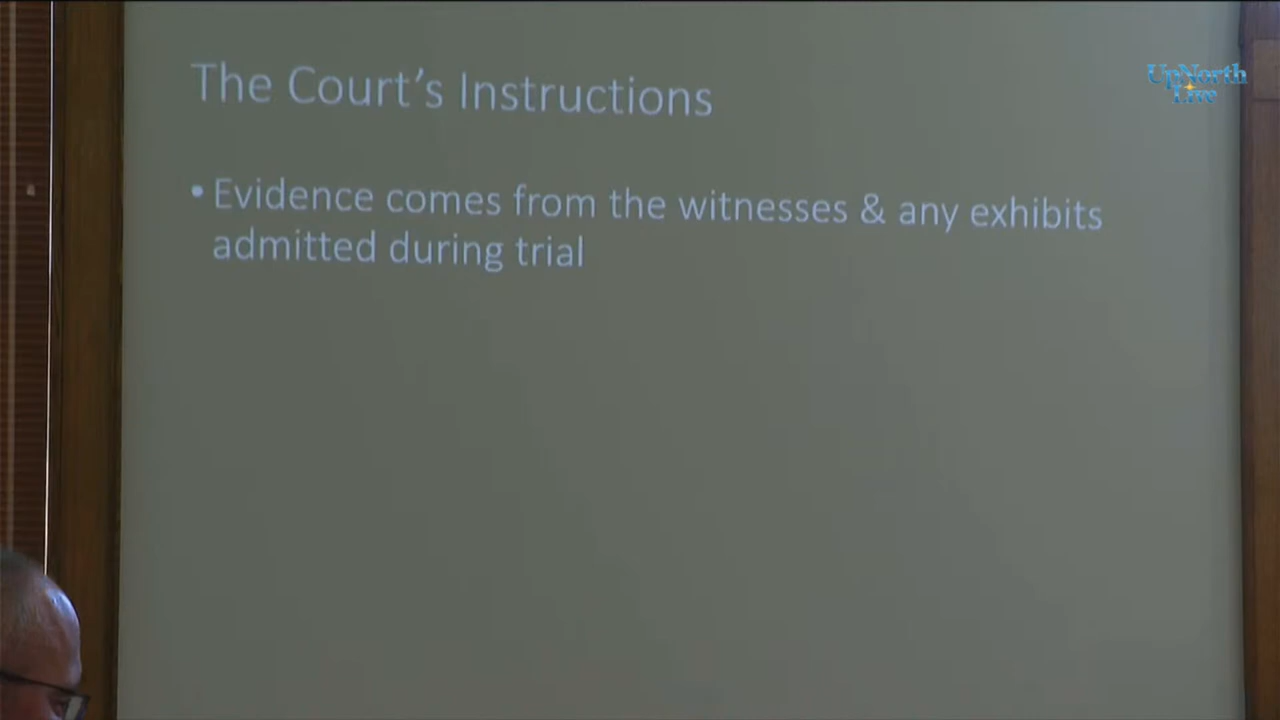 The Court's Instructions
• Evidence comes from the witnesses & any exhibits
admitted during trial
UpNorth
Live